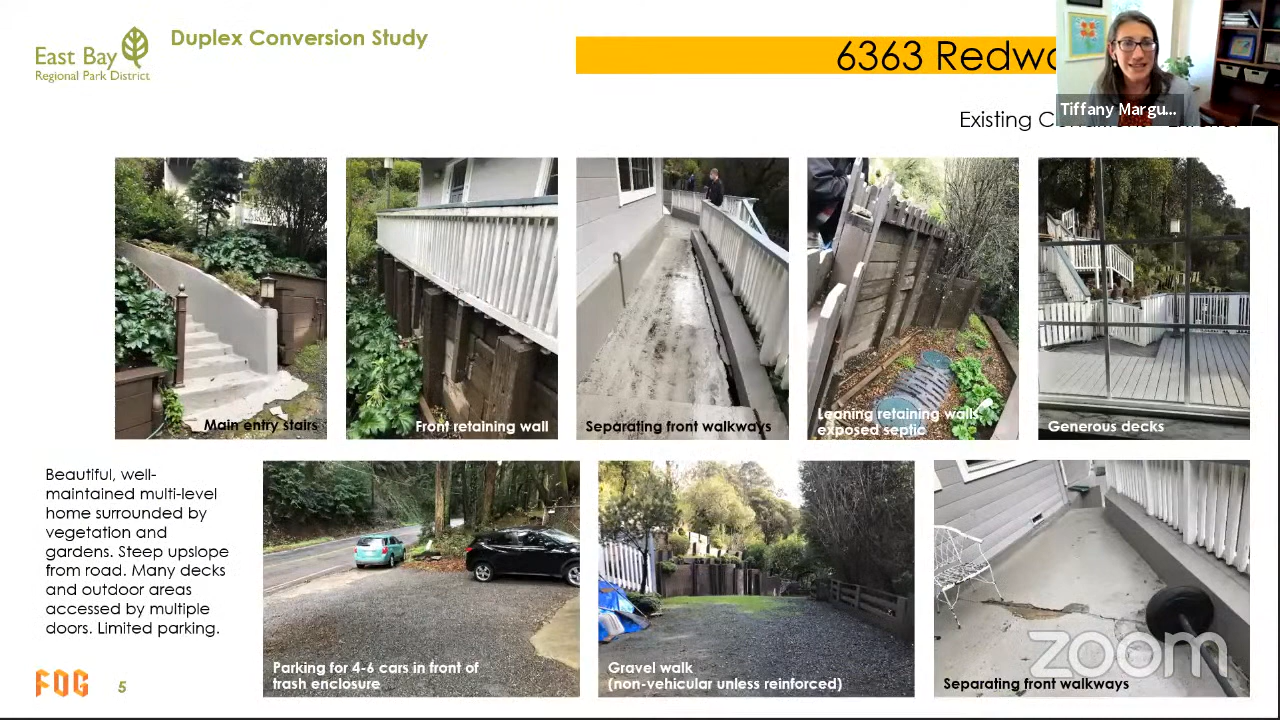 East Bay
Regional Park District
Duplex Conversion Study
6363 Redwo
Tiffany Margu...
Existing
Main entry stairs
Front retaining wall
Separating front walkways
Leaning retaining walls,
exposed septic
Generous decks
Beautiful, well-
maintained multi-level
home surrounded by
vegetation and
gardens. Steep upslope
from road. Many decks
and outdoor areas
accessed by multiple
doors. Limited parking.
Parking for 4-6 cars in front of
trash enclosure
Gravel walk
(non-vehicular unless reinforced)
Separating front walkways
zoom
FOG
5